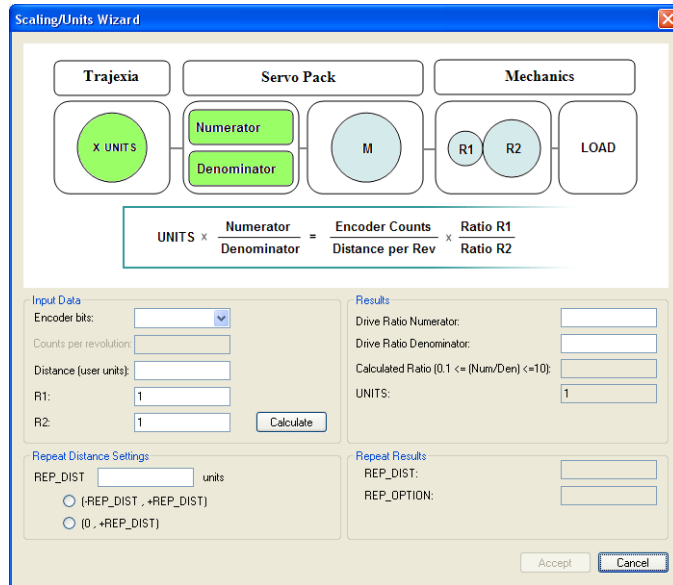 Scaling/Units Wizard
Trajexia
Servo Pack
Mechanics
X UNITS
Numerator
Denominator
M
R1
R2
LOAD
UNITS x Numerator / Denominator = Encoder Counts / Distance per Rev x Ratio R1 / Ratio R2
Input Data
Encoder bits:
Counts per revolution:
Distance (user units):
R1: 1
R2: 1
Calculate
Results
Drive Ratio Numerator:
Drive Ratio Denominator:
Calculated Ratio (0.1 <= (Num/Den) <=10):
UNITS: 1
Repeat Distance Settings
REP_DIST units
(-REP_DIST , +REP_DIST)
(0 , +REP_DIST)
Repeat Results
REP_DIST:
REP_OPTION:
Accept
Cancel